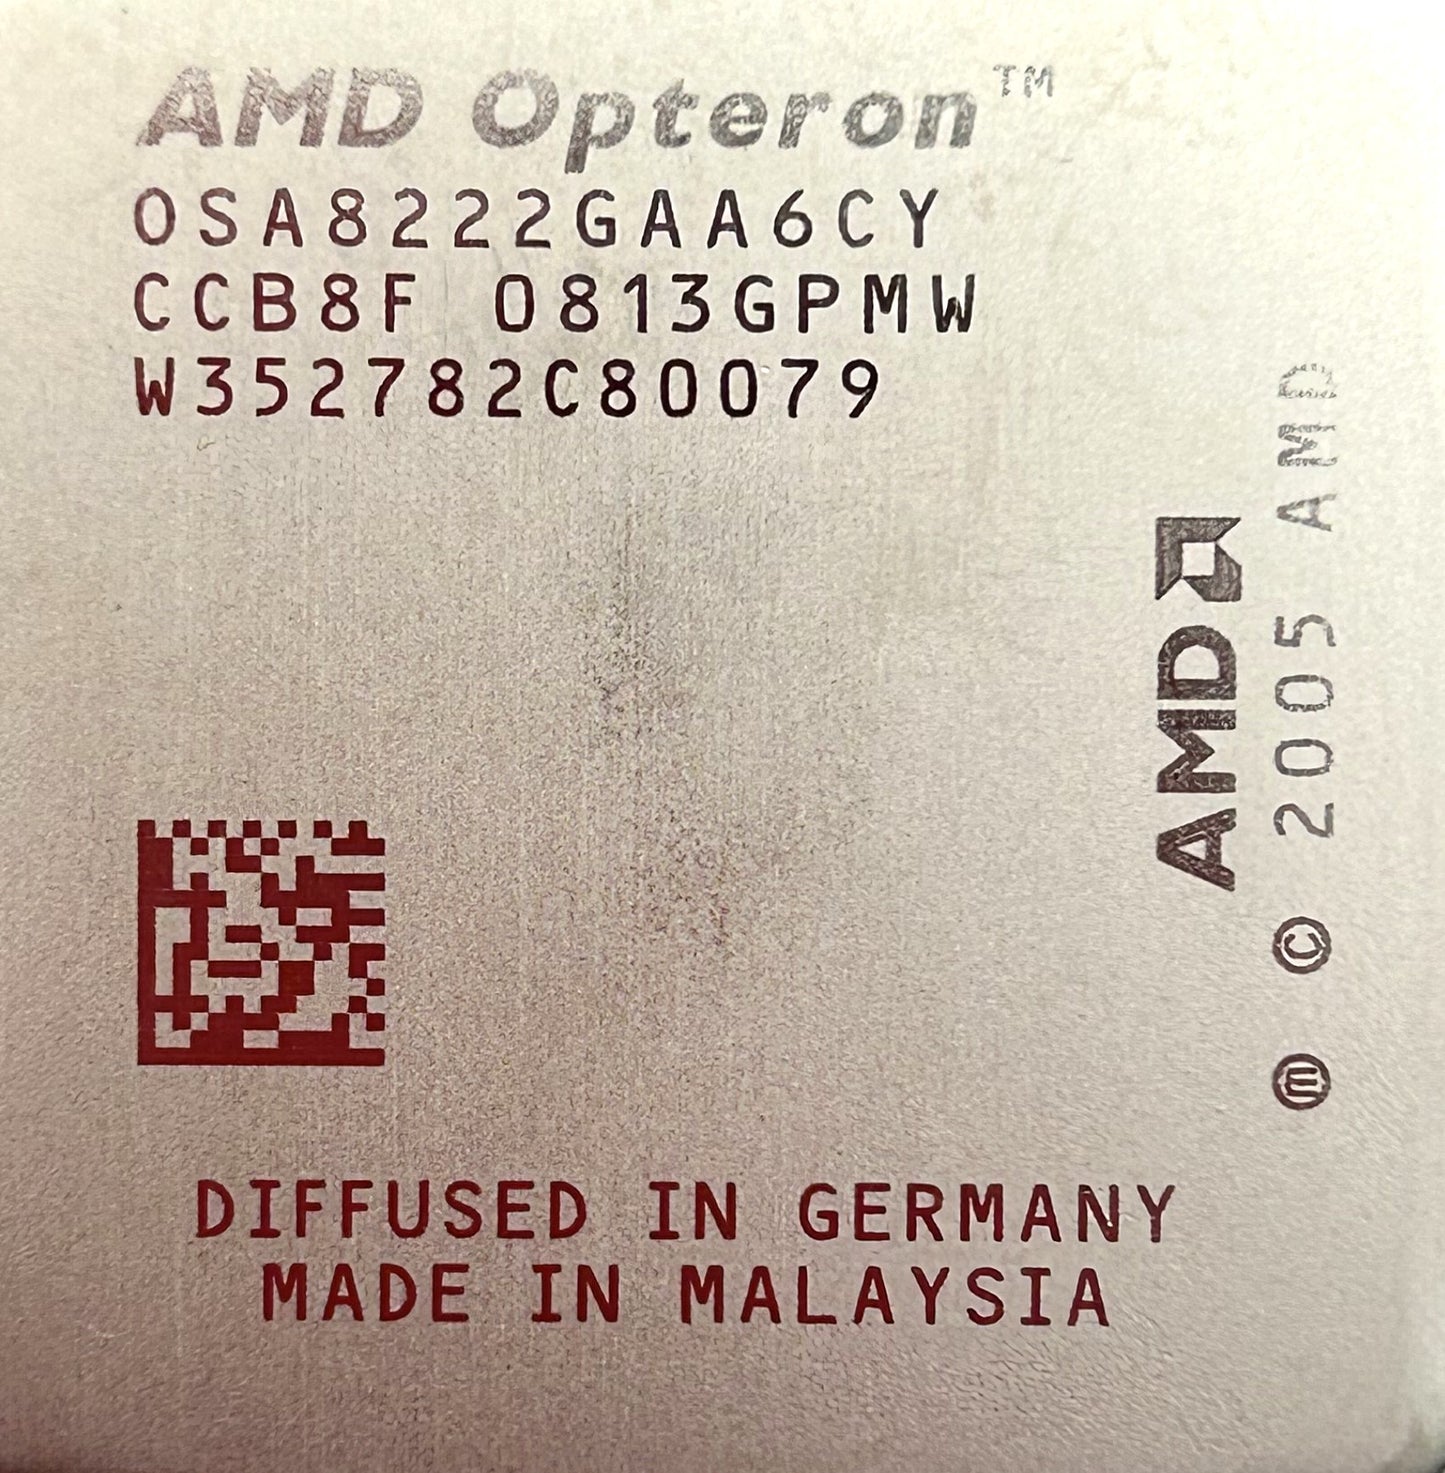 AMD Opteron™
OSA8222GAA6CY
CCB8F 0813GPMW
W352782C80079
AMD
ⓜ © 2005 AMD
DIFFUSED IN GERMANY
MADE IN MALAYSIA